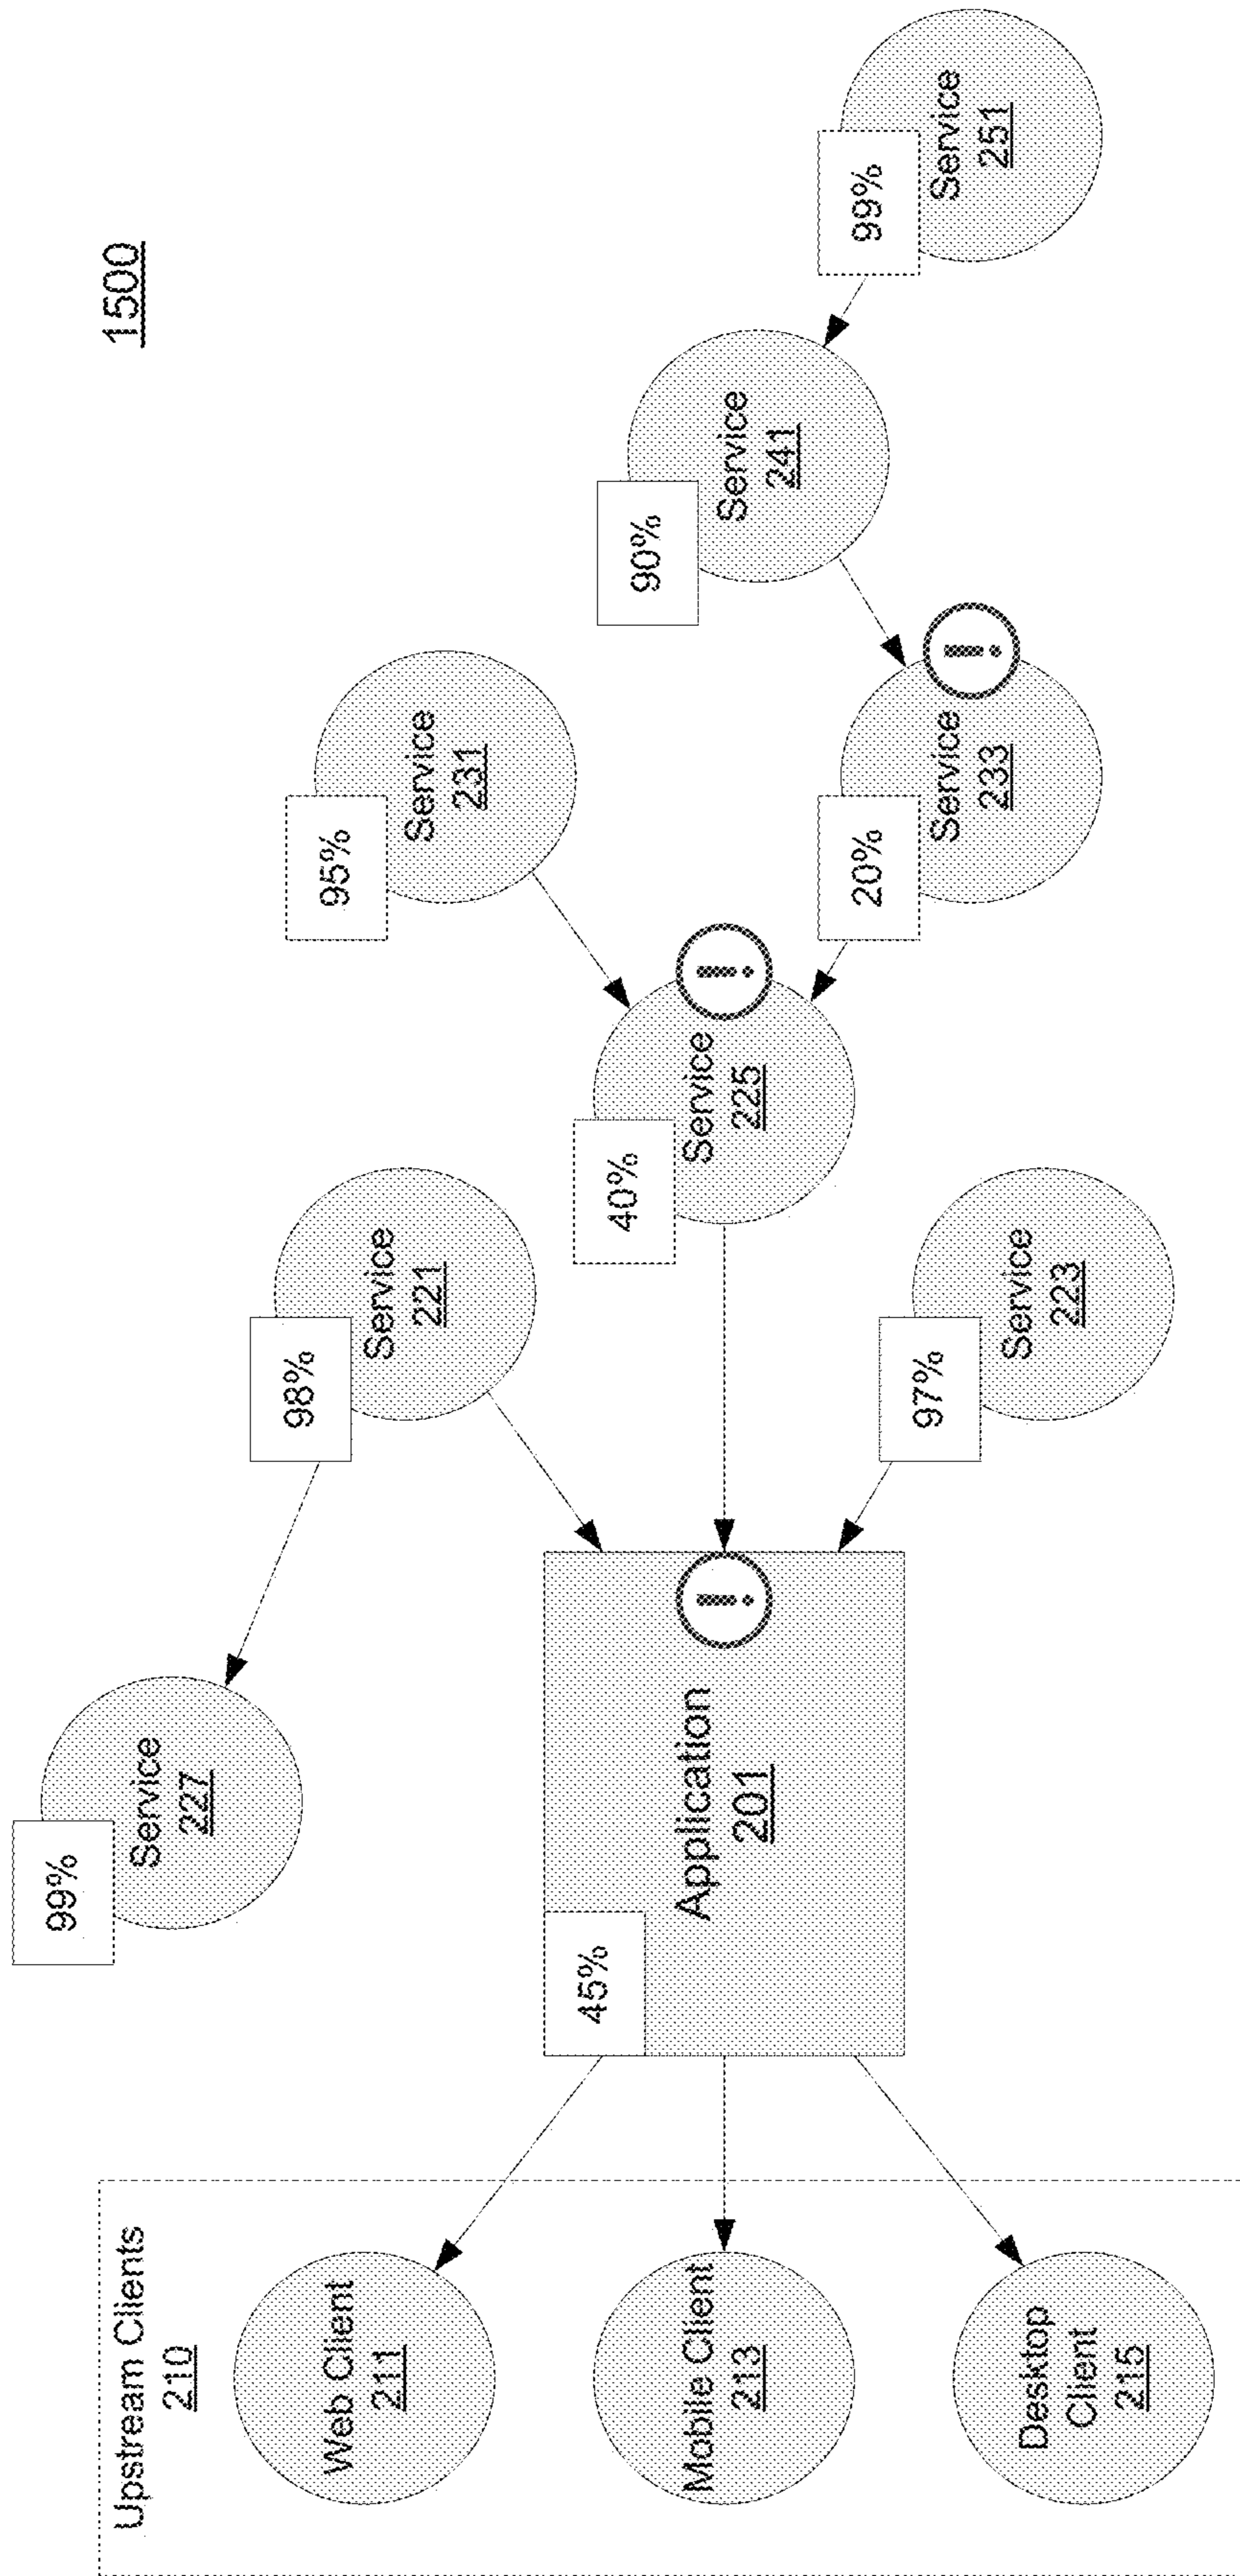 1500
Upstream Clients
210
Web Client
211
Mobile Client
213
Desktop
Client
215
99%
Service
227
45%
Application
201
i
98%
Service
221
97%
Service
223
40%
Service
225
i
95%
Service
231
20%
Service
233
i
90%
Service
241
99%
Service
251